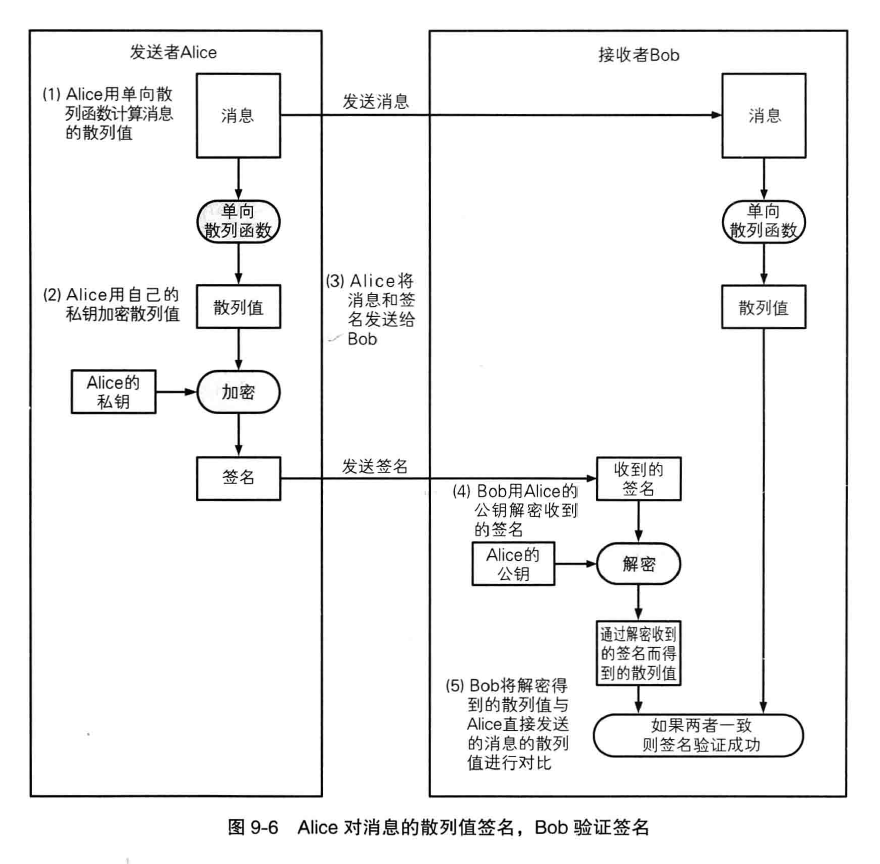 发送者Alice
接收者Bob
(1) Alice用单向散
列函数计算消息
的散列值
消息
发送消息
消息
单向
散列函数
单向
散列函数
(2) Alice用自己的
私钥加密散列值
散列值
(3) Alice将
消息和签
名发送给
Bob
散列值
Alice的
私钥
加密
签名
发送签名
收到的
签名
(4) Bob用Alice的
公钥解密收到
的签名
Alice的
公钥
解密
通过解密收到
的签名而得
到的散列值
(5) Bob将解密得
到的散列值与
Alice直接发送
的消息的散列
值进行对比
如果两者一致
则签名验证成功
图 9-6 Alice 对消息的散列值签名，Bob 验证签名